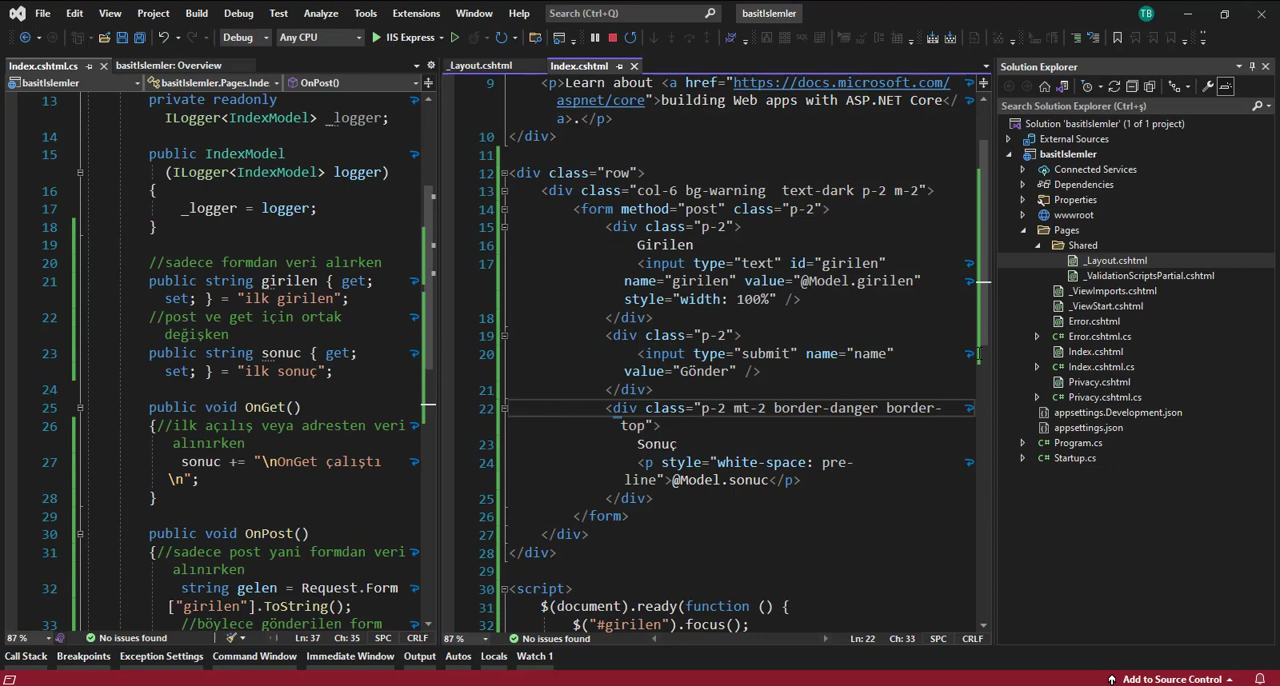 File Edit View Project Build Debug Test Analyze Tools Extensions Window Help Search (Ctrl+Q) basitIslemler TB
Debug Any CPU IIS Express
Index.cshtml.cs basitIslemler: Overview
basitIslemler basitIslemler.Pages.Inde OnPost()
13 private readonly
ILogger<IndexModel> _logger;
14
15 public IndexModel
(ILogger<IndexModel> logger)
16 {
17 _logger = logger;
18 }
19
20 //sadece formdan veri alırken
21 public string girilen { get;
set; } = "ilk girilen";
22 //post ve get için ortak
değişken
23 public string sonuc { get;
set; } = "ilk sonuç";
24
25 public void OnGet()
26 {//ilk açılış veya adresten veri
alınırken
27 sonuc += "\nOnGet çalıştı
\n";
28 }
29
30 public void OnPost()
31 {//sadece post yani formdan veri
alınırken
32 string gelen = Request.Form
["girilen"].ToString();
33 //böylece gönderilen form
87 % No issues found Ln: 37 Ch: 35 SPC CRLF
_Layout.cshtml Index.cshtml
9 <p>Learn about <a href="https://docs.microsoft.com/
aspnet/core">building Web apps with ASP.NET Core</
a>.</p>
10 </div>
11
12 <div class="row">
13 <div class="col-6 bg-warning  text-dark p-2 m-2">
14 <form method="post" class="p-2">
15 <div class="p-2">
16 Girilen
17 <input type="text" id="girilen"
name="girilen" value="@Model.girilen"
style="width: 100%" />
18 </div>
19 <div class="p-2">
20 <input type="submit" name="name"
value="Gönder" />
21 </div>
22 <div class="p-2 mt-2 border-danger border-
top">
23 Sonuç
24 <p style="white-space: pre-
line">@Model.sonuc</p>
25 </div>
26 </form>
27 </div>
28 </div>
29
30 <script>
31 $(document).ready(function () {
32 $("#girilen").focus();
87 % No issues found Ln: 22 Ch: 33 SPC CRLF
Solution Explorer
Search Solution Explorer (Ctrl+ş)
Solution 'basitIslemler' (1 of 1 project)
External Sources
basitIslemler
Connected Services
Dependencies
Properties
wwwroot
Pages
Shared
_Layout.cshtml
_ValidationScriptsPartial.cshtml
_ViewImports.cshtml
_ViewStart.cshtml
Error.cshtml
Error.cshtml.cs
Index.cshtml
Index.cshtml.cs
Privacy.cshtml
Privacy.cshtml.cs
appsettings.Development.json
appsettings.json
Program.cs
Startup.cs
Call Stack Breakpoints Exception Settings Command Window Immediate Window Output Autos Locals Watch 1
Add to Source Control